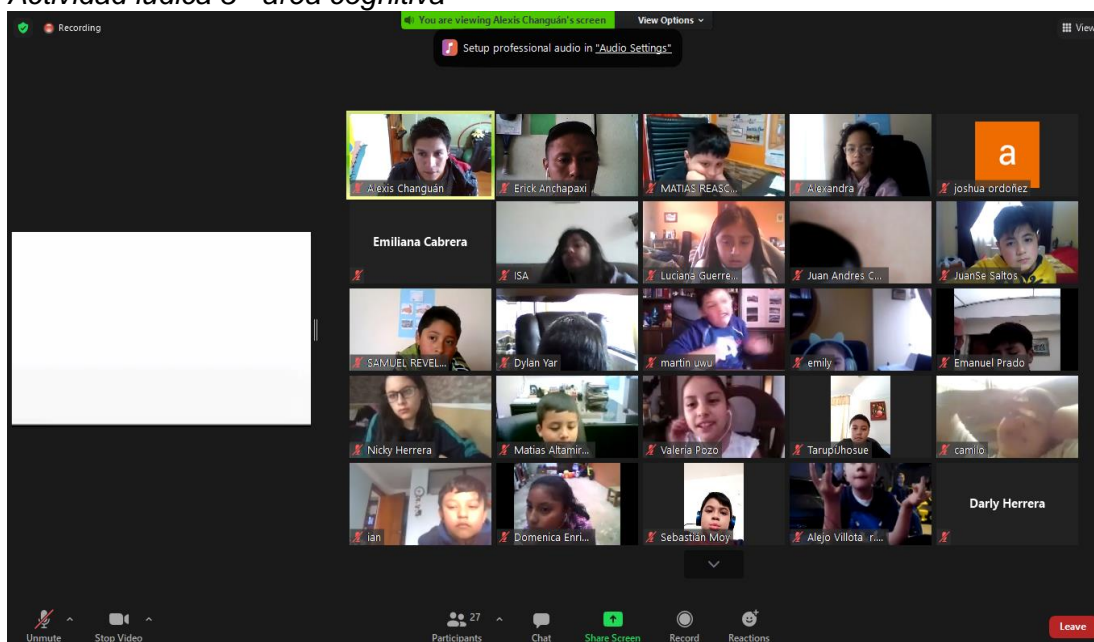 Actividad lúdica 3 - área cognitiva
Recording
You are viewing Alexis Changuán's screen
View Options
View
Setup professional audio in "Audio Settings"
Alexis Changuán
Erick Anchapaxi
MATIAS REASC...
Alexandra
a
joshua ordoñez
Emiliana Cabrera
ISA
Luciana Guerre...
Juan Andres C...
JuanSe Saltos
SAMUEL REVEL...
Dylan Yar
martin uwu
emily
Emanuel Prado
Nicky Herrera
Matias Altamir...
Valeria Pozo
TarupiJhosue
camilo
ian
Domenica Enri...
Sebastián Moy
Alejo Villota
Darly Herrera
Unmute
Stop Video
27
Participants
Chat
Share Screen
Record
Reactions
Leave